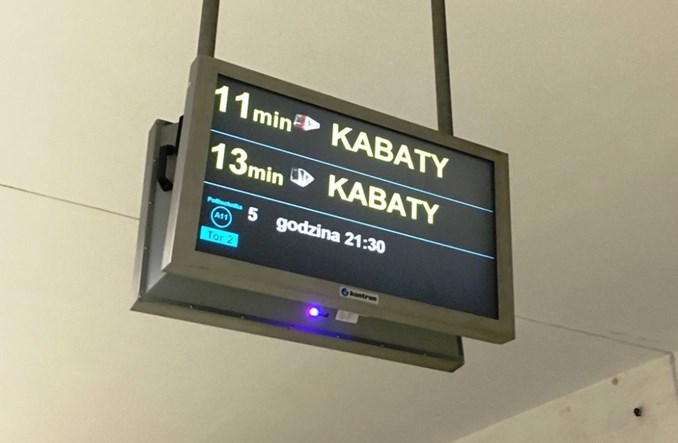 11min KABATY
13min KABATY
Politechnika
A11
5 godzina 21:30
Tor 2
kontron